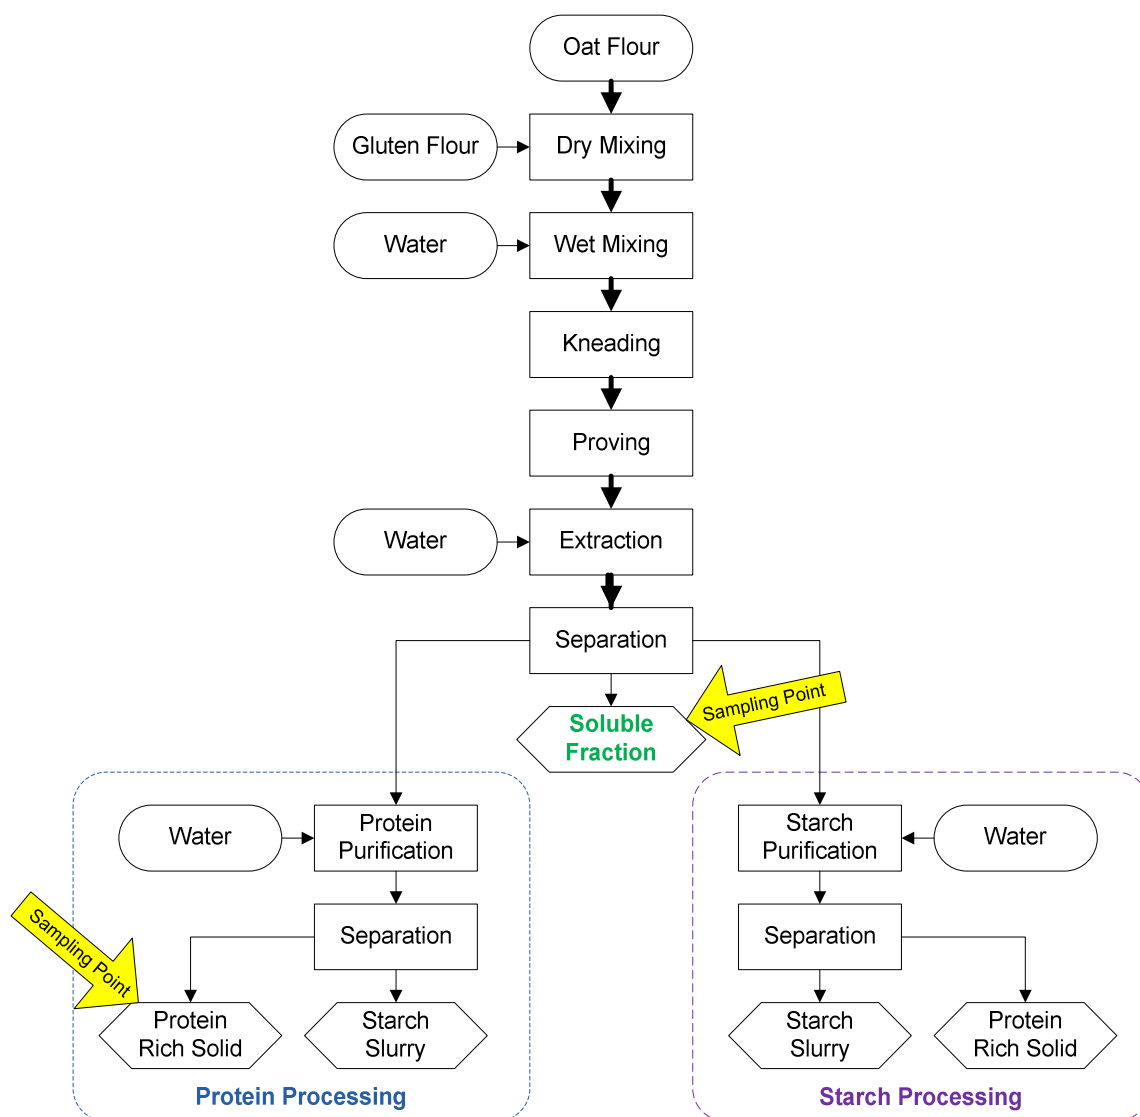 Oat Flour
Gluten Flour
Dry Mixing
Water
Wet Mixing
Kneading
Proving
Water
Extraction
Separation
Sampling Point
Soluble
Fraction
Water
Protein
Purification
Starch
Purification
Water
Sampling Point
Separation
Separation
Protein
Rich Solid
Starch
Slurry
Starch
Slurry
Protein
Rich Solid
Protein Processing
Starch Processing